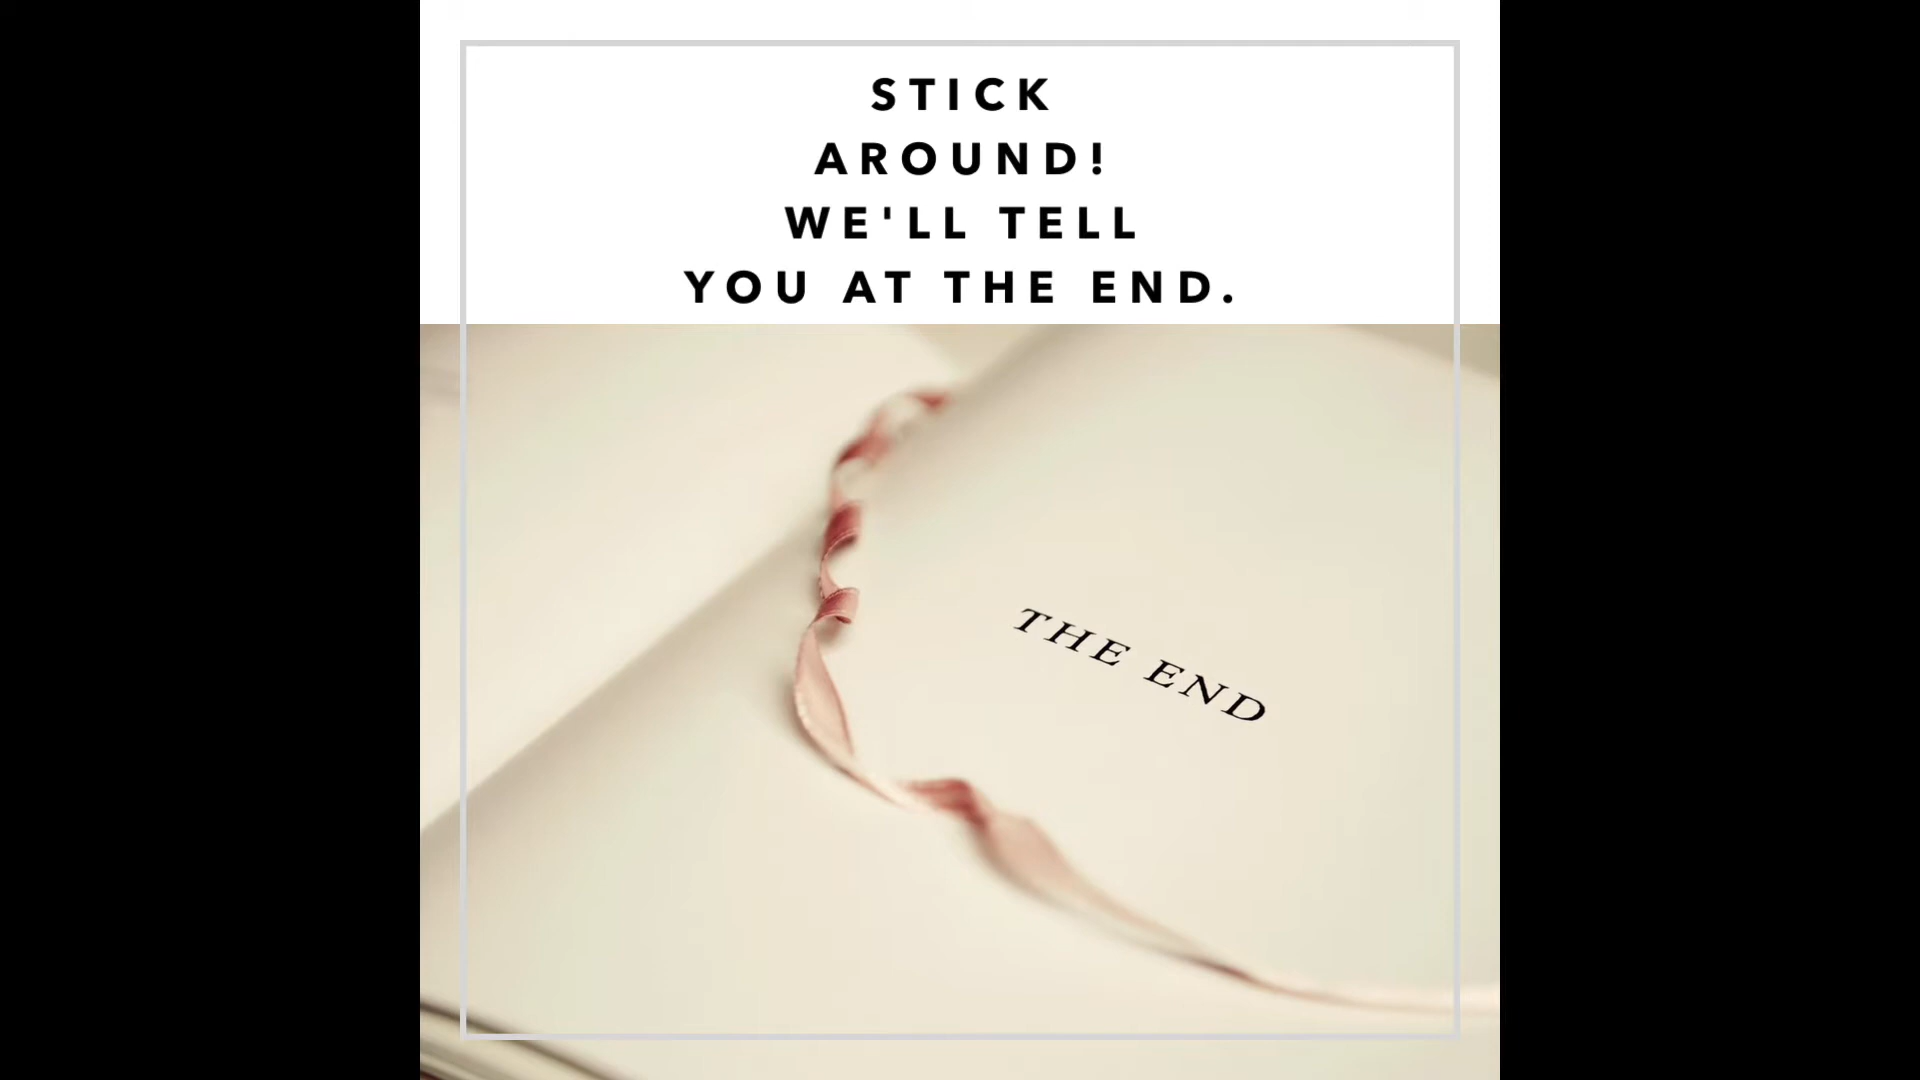 STICK
AROUND!
WE'LL TELL
YOU AT THE END.
THE END